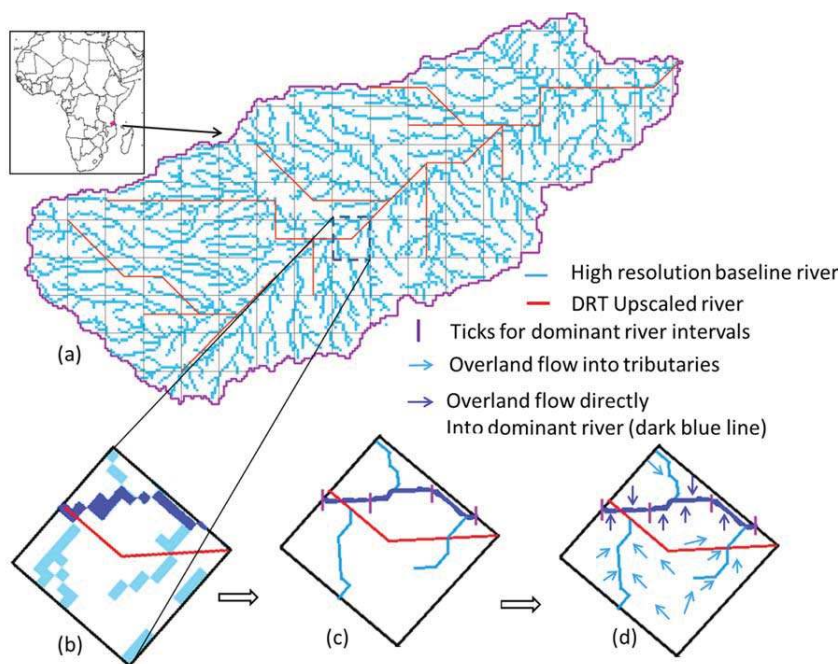 (a)
High resolution baseline river
DRT Upscaled river
Ticks for dominant river intervals
Overland flow into tributaries
Overland flow directly
Into dominant river (dark blue line)
(b)
(c)
(d)